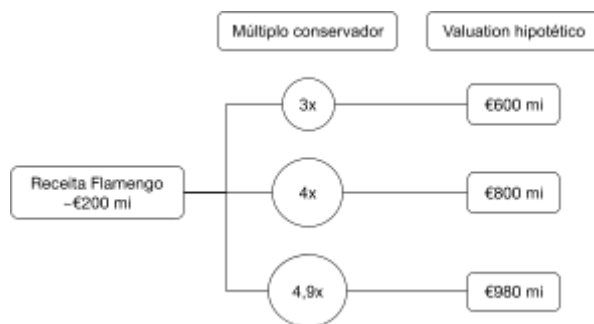 Múltiplo conservador
Valuation hipotético
3x
€600 mi
Receita Flamengo
~€200 mi
4x
€800 mi
4,9x
€980 mi